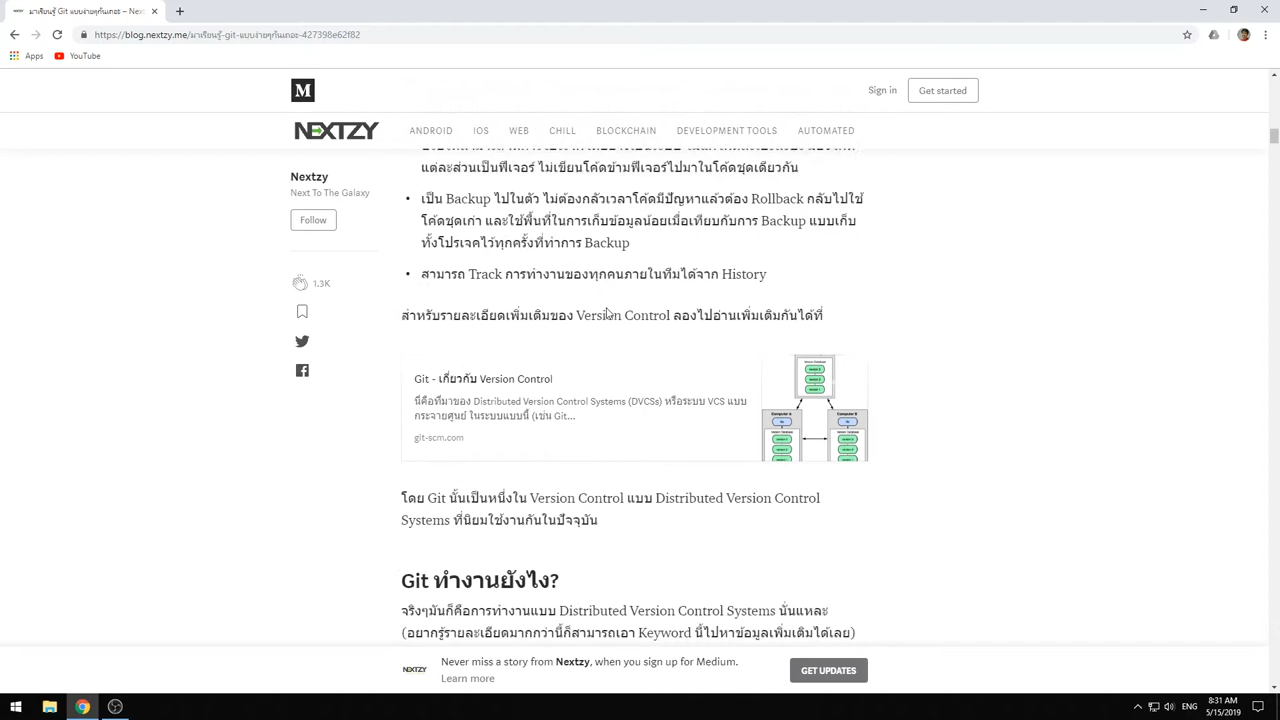 มาเรียนรู้ Git แบบง่ายๆกันเถอะ – Nex
https://blog.nextzy.me/มาเรียนรู้-git-แบบง่ายๆกันเถอะ-427398e62f82
Apps
YouTube
M
Sign in
Get started
NEXTZY
ANDROID
IOS
WEB
CHILL
BLOCKCHAIN
DEVELOPMENT TOOLS
AUTOMATED
Nextzy
Next To The Galaxy
Follow
1.3K
แต่ละส่วนเป็นฟีเจอร์ ไม่เขียนโค้ดข้ามฟีเจอร์ไปมาในโค้ดชุดเดียวกัน
• เป็น Backup ไปในตัว ไม่ต้องกลัวเวลาโค้ดมีปัญหาแล้วต้อง Rollback กลับไปใช้
โค้ดชุดเก่า และใช้พื้นที่ในการเก็บข้อมูลน้อยเมื่อเทียบกับการ Backup แบบเก็บ
ทั้งโปรเจคไว้ทุกครั้งที่ทำการ Backup
• สามารถ Track การทำงานของทุกคนภายในทีมได้จาก History
สำหรับรายละเอียดเพิ่มเติมของ Version Control ลองไปอ่านเพิ่มเติมกันได้ที่
Git - เกี่ยวกับ Version Control
นี่คือที่มาของ Distributed Version Control Systems (DVCSs) หรือระบบ VCS แบบ
กระจายศูนย์ ในระบบแบบนี้ (เช่น Git...
git-scm.com
Computer A
Computer B
โดย Git นั้นเป็นหนึ่งใน Version Control แบบ Distributed Version Control
Systems ที่นิยมใช้งานกันในปัจจุบัน
Git ทำงานยังไง?
จริงๆมันก็คือการทำงานแบบ Distributed Version Control Systems นั่นแหละ
(อยากรู้รายละเอียดมากกว่านี้ก็สามารถเอา Keyword นี้ไปหาข้อมูลเพิ่มเติมได้เลย)
NEXTZY
Never miss a story from Nextzy, when you sign up for Medium.
Learn more
GET UPDATES
ENG
8:31 AM
5/15/2019